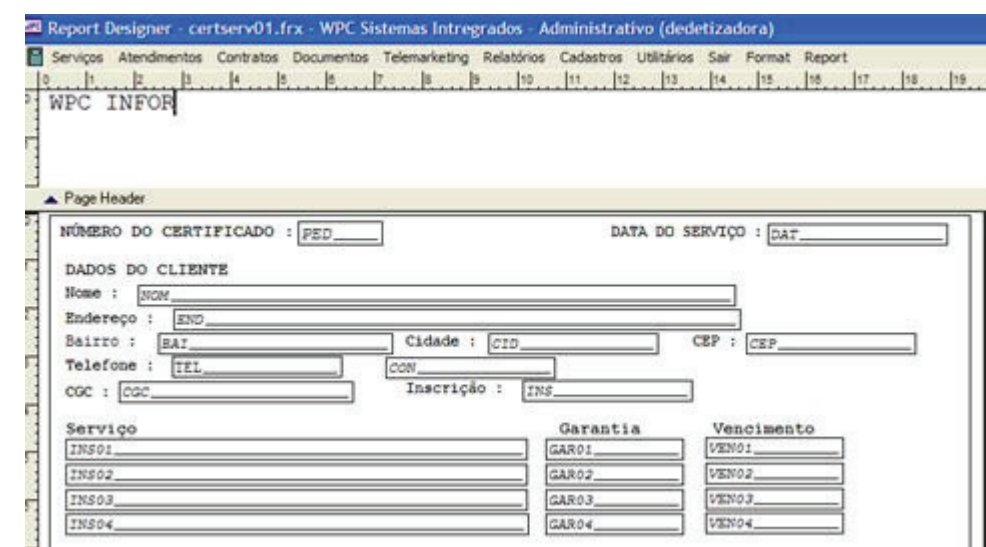 Report Designer - certserv01.frx - WPC Sistemas Intregrados - Administrativo (dedetizadora)
Serviços Atendimentos Contratos Documentos Telemarketing Relatórios Cadastros Utilitários Sair Format Report
0 1 2 3 4 5 6 7 8 9 10 11 12 13 14 15 16 17 18 19
WPC INFOR
Page Header
NÚMERO DO CERTIFICADO : PED_____ DATA DO SERVIÇO : DAT_______________
DADOS DO CLIENTE
Nome : NOM
Endereço : END
Bairro : BAI Cidade : CID CEP : CEP
Telefone : TEL CON
CGC : CGC Inscrição : INS
Serviço Garantia Vencimento
INS01 GAR01 VEN01
INS02 GAR02 VEN02
INS03 GAR03 VEN03
INS04 GAR04 VEN04